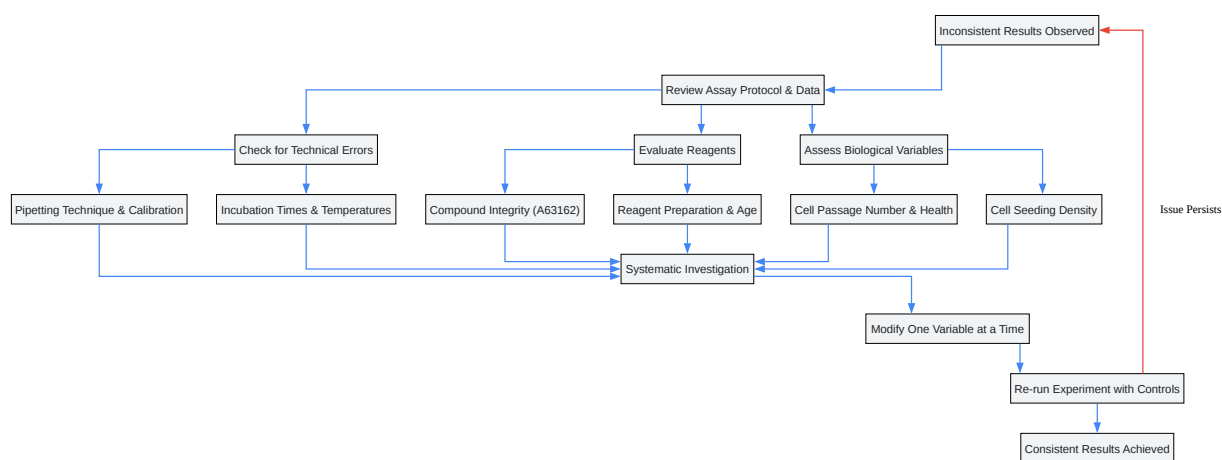 Inconsistent Results Observed
Review Assay Protocol & Data
Check for Technical Errors
Evaluate Reagents
Assess Biological Variables
Pipetting Technique & Calibration
Incubation Times & Temperatures
Compound Integrity (A63162)
Reagent Preparation & Age
Cell Passage Number & Health
Cell Seeding Density
Issue Persists
Systematic Investigation
Modify One Variable at a Time
Re-run Experiment with Controls
Consistent Results Achieved